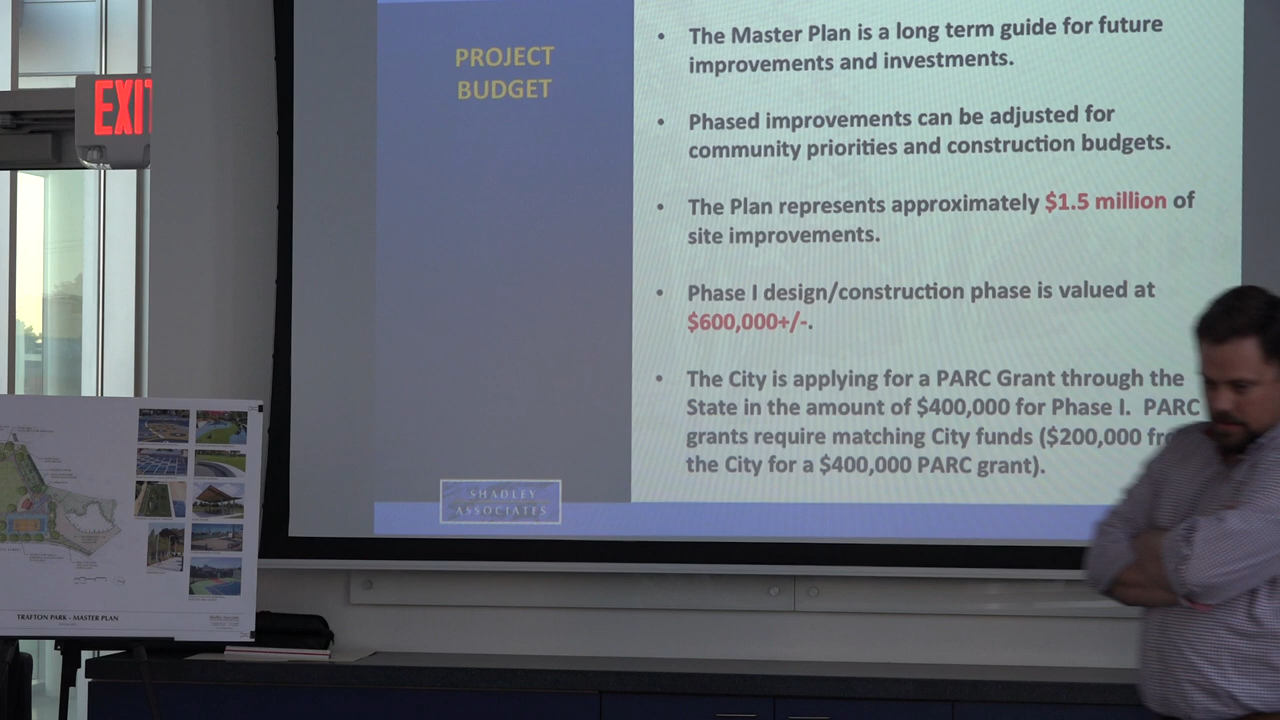 EXIT
PROJECT
BUDGET
• The Master Plan is a long term guide for future
improvements and investments.
• Phased improvements can be adjusted for
community priorities and construction budgets.
• The Plan represents approximately $1.5 million of
site improvements.
• Phase I design/construction phase is valued at
$600,000+/-.
• The City is applying for a PARC Grant through the
State in the amount of $400,000 for Phase I. PARC
grants require matching City funds ($200,000 fro
the City for a $400,000 PARC grant).
SHADLEY
ASSOCIATES
TRAFTON PARK - MASTER PLAN